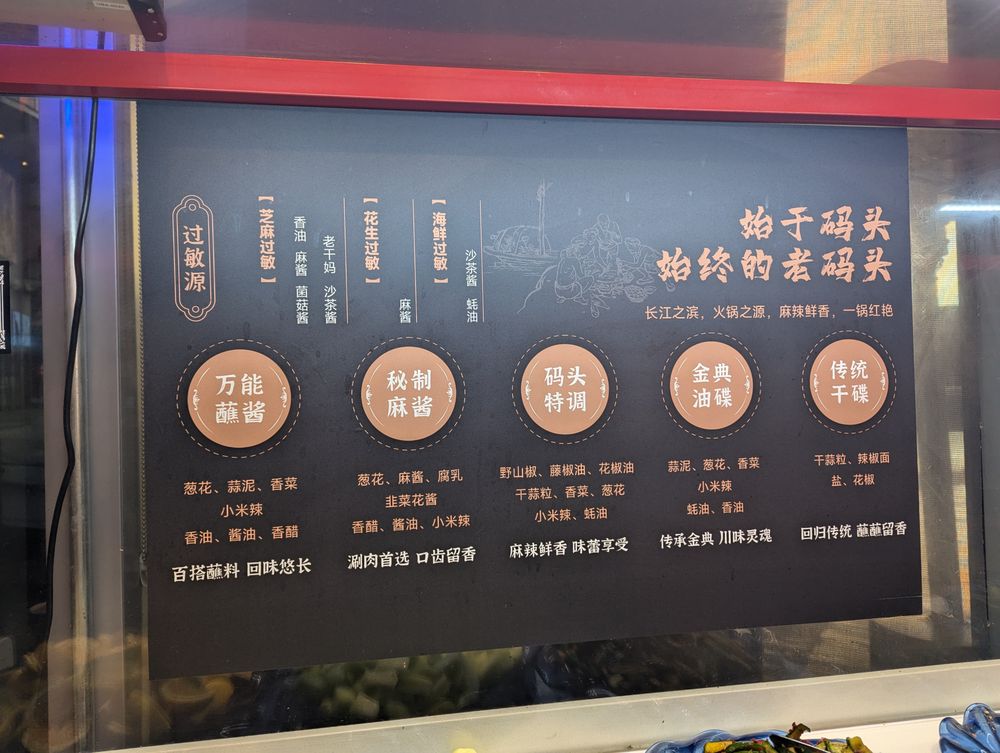 过敏源
【芝麻过敏】
香油 麻酱 菌菇酱
老干妈 沙茶酱
【花生过敏】
麻酱
【海鲜过敏】
沙茶酱 蚝油
始于码头
始终的老码头
长江之滨，火锅之源，麻辣鲜香，一锅红艳
万能
蘸酱
葱花、蒜泥、香菜
小米辣
香油、酱油、香醋
百搭蘸料 回味悠长
秘制
麻酱
葱花、麻酱、腐乳
韭菜花酱
香醋、酱油、小米辣
涮肉首选 口齿留香
码头
特调
野山椒、藤椒油、花椒油
干蒜粒、香菜、葱花
小米辣、蚝油
麻辣鲜香 味蕾享受
金典
油碟
蒜泥、葱花、香菜
小米辣
蚝油、香油
传承金典 川味灵魂
传统
干碟
干蒜粒、辣椒面
盐、花椒
回归传统 蘸蘸留香